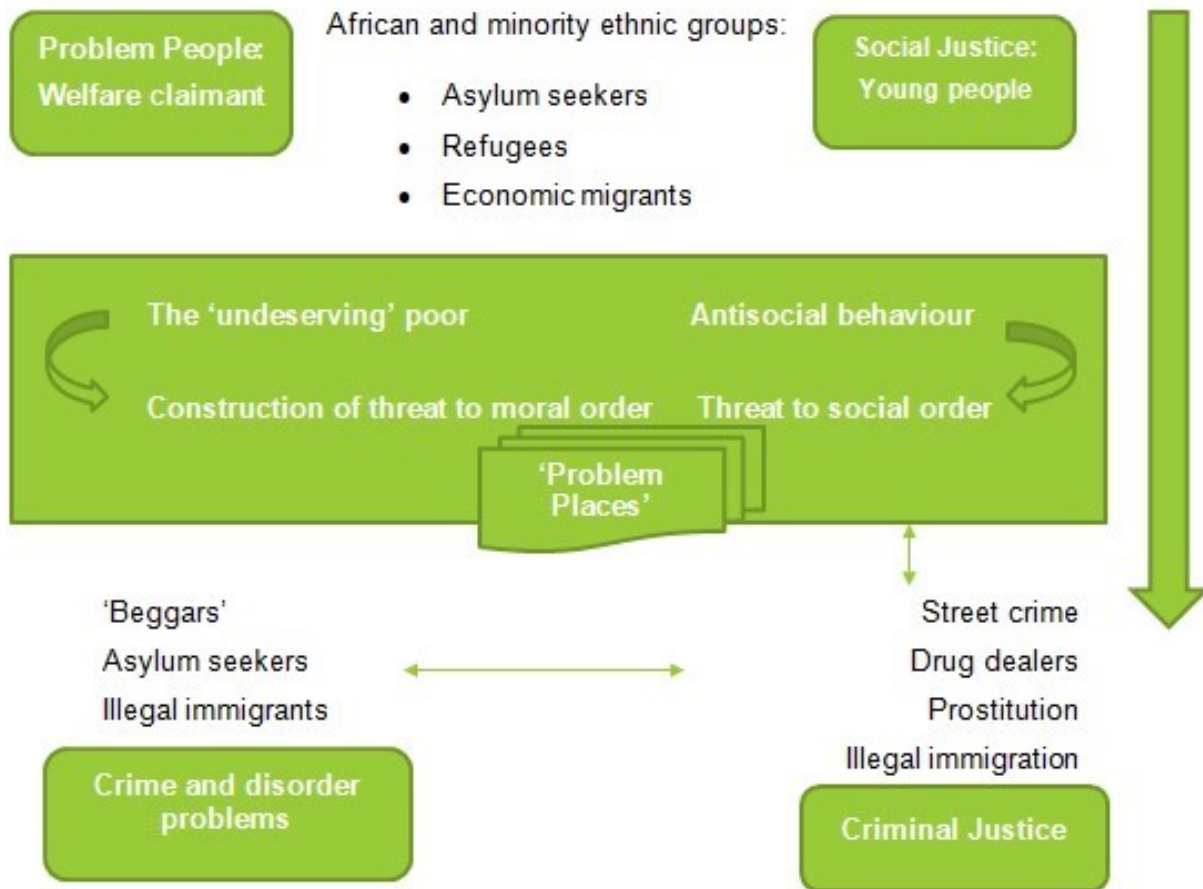 Problem People:
Welfare claimant
African and minority ethnic groups:
• Asylum seekers
• Refugees
• Economic migrants
Social Justice:
Young people
The ‘undeserving’ poor
Antisocial behaviour
Construction of threat to moral order
Threat to social order
‘Problem
Places’
‘Beggars’
Asylum seekers
Illegal immigrants
Street crime
Drug dealers
Prostitution
Illegal immigration
Crime and disorder
problems
Criminal Justice